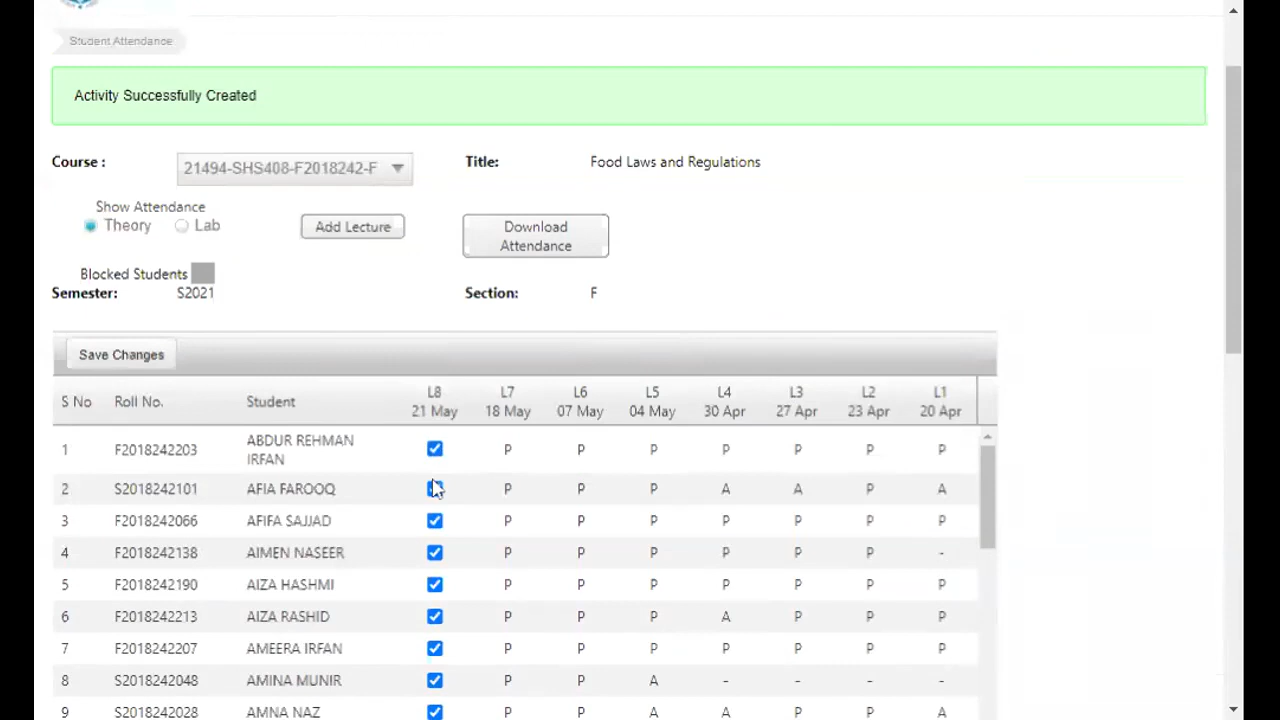 Student Attendance
Activity Successfully Created
Course : 21494-SHS408-F2018242-F Title: Food Laws and Regulations
Show Attendance
Theory Lab Add Lecture Download Attendance
Blocked Students
Semester: S2021 Section: F
Save Changes
S No Roll No. Student L8 21 May L7 18 May L6 07 May L5 04 May L4 30 Apr L3 27 Apr L2 23 Apr L1 20 Apr
1 F2018242203 ABDUR REHMAN IRFAN P P P P P P P
2 S2018242101 AFIA FAROOQ P P P A A P A
3 F2018242066 AFIFA SAJJAD P P P P P P P
4 F2018242138 AIMEN NASEER P P P P P P -
5 F2018242190 AIZA HASHMI P P P P P P P
6 F2018242213 AIZA RASHID P P P A P P P
7 F2018242207 AMEERA IRFAN P P P P P P P
8 S2018242048 AMINA MUNIR P P A - - - -
9 S2018242028 AMNA NAZ P P A A P P A